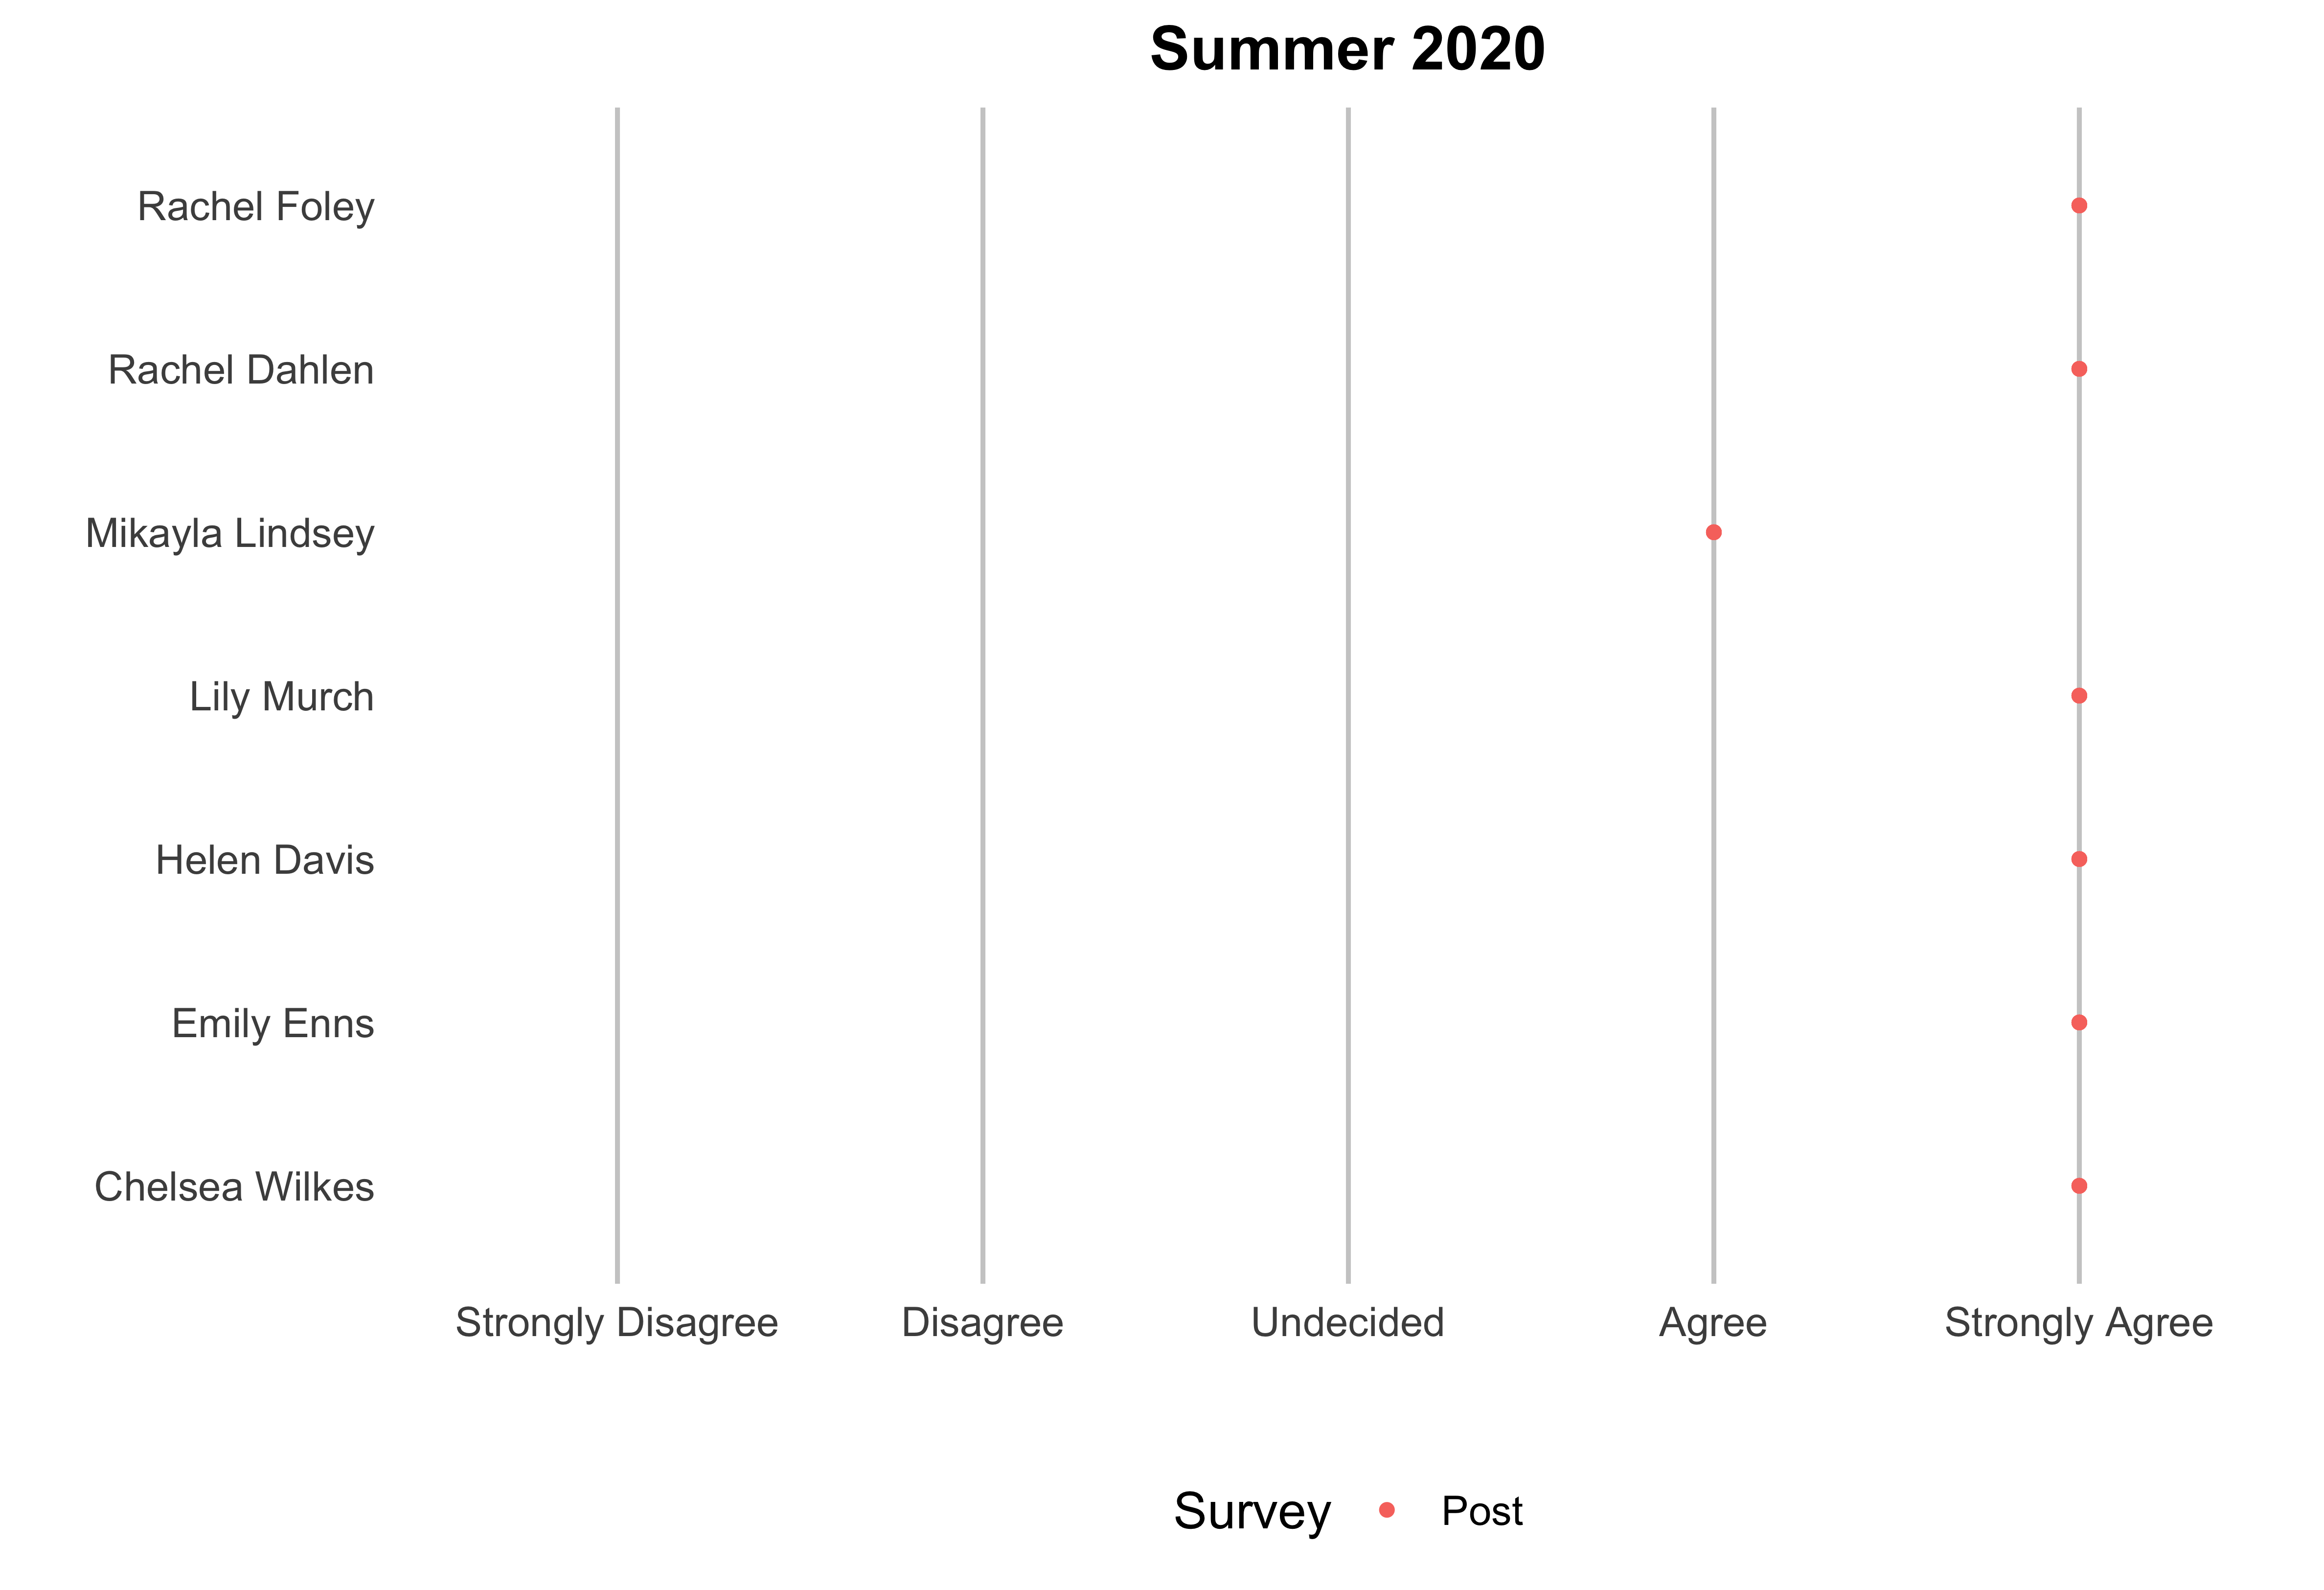 Summer 2020
Rachel Foley
Rachel Dahlen
Mikayla Lindsey
Lily Murch
Helen Davis
Emily Enns
Chelsea Wilkes
Strongly Disagree Disagree Undecided Agree Strongly Agree
Survey Post